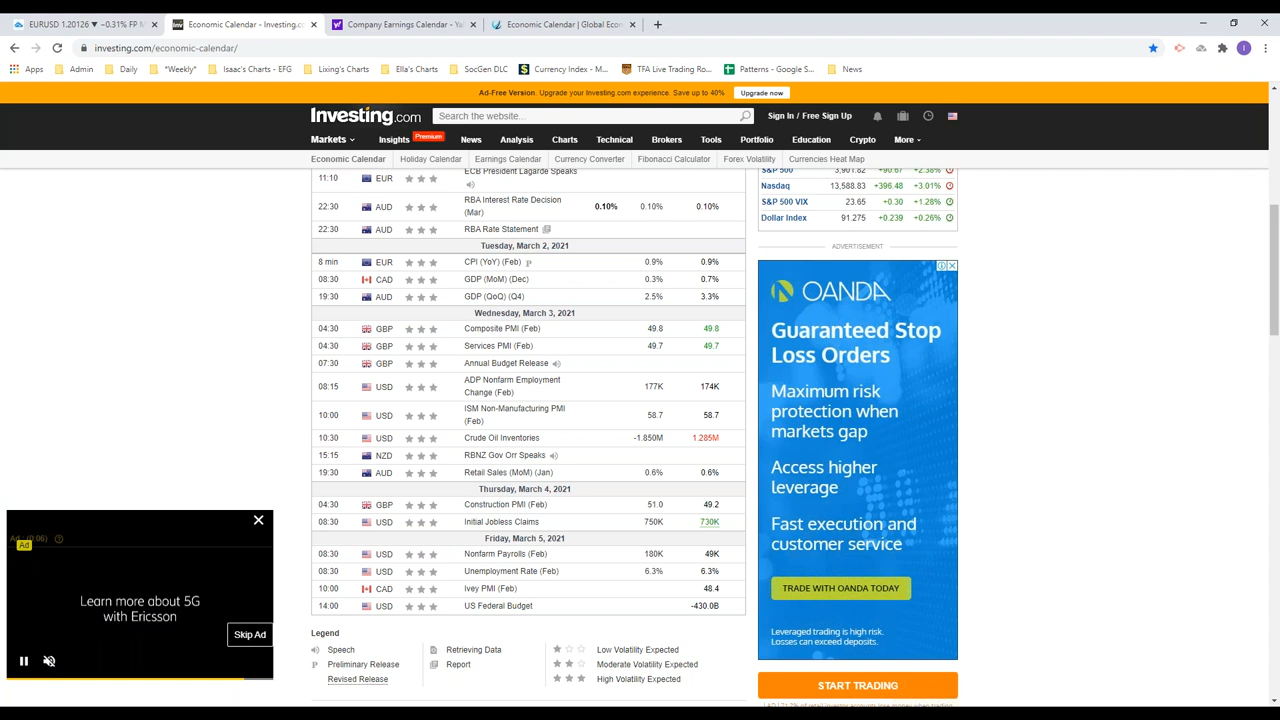 EURUSD 1.20126 ▼ −0.31% FP M
Economic Calendar - Investing.co
Company Earnings Calendar - Ya
Economic Calendar | Global Econ
investing.com/economic-calendar/
Apps Admin Daily *Weekly* Isaac's Charts - EFG Lixing's Charts Ella's Charts SocGen DLC Currency Index - M... TFA Live Trading Ro... Patterns - Google S... News
Ad-Free Version. Upgrade your Investing.com experience. Save up to 40% Upgrade now
Investing.com Search the website... Sign In / Free Sign Up
Markets Insights Premium News Analysis Charts Technical Brokers Tools Portfolio Education Crypto More
Economic Calendar Holiday Calendar Earnings Calendar Currency Converter Fibonacci Calculator Forex Volatility Currencies Heat Map
11:10 EUR ECB President Lagarde Speaks
22:30 AUD RBA Interest Rate Decision (Mar) 0.10% 0.10% 0.10%
22:30 AUD RBA Rate Statement
Tuesday, March 2, 2021
8 min EUR CPI (YoY) (Feb) P 0.9% 0.9%
08:30 CAD GDP (MoM) (Dec) 0.3% 0.7%
19:30 AUD GDP (QoQ) (Q4) 2.5% 3.3%
Wednesday, March 3, 2021
04:30 GBP Composite PMI (Feb) 49.8 49.8
04:30 GBP Services PMI (Feb) 49.7 49.7
07:30 GBP Annual Budget Release
08:15 USD ADP Nonfarm Employment Change (Feb) 177K 174K
10:00 USD ISM Non-Manufacturing PMI (Feb) 58.7 58.7
10:30 USD Crude Oil Inventories -1.850M 1.285M
15:15 NZD RBNZ Gov Orr Speaks
19:30 AUD Retail Sales (MoM) (Jan) 0.6% 0.6%
Thursday, March 4, 2021
04:30 GBP Construction PMI (Feb) 51.0 49.2
08:30 USD Initial Jobless Claims 750K 730K
Friday, March 5, 2021
08:30 USD Nonfarm Payrolls (Feb) 180K 49K
08:30 USD Unemployment Rate (Feb) 6.3% 6.3%
10:00 CAD Ivey PMI (Feb) 48.4
14:00 USD US Federal Budget -430.0B
Legend
Speech Retrieving Data Low Volatility Expected
P Preliminary Release Report Moderate Volatility Expected
Revised Release High Volatility Expected
S&P 500 3,901.82 +90.67 +2.38%
Nasdaq 13,588.83 +396.48 +3.01%
S&P 500 VIX 23.65 +0.30 +1.28%
Dollar Index 91.275 +0.239 +0.26%
ADVERTISEMENT
OANDA
Guaranteed Stop
Loss Orders
Maximum risk
protection when
markets gap
Access higher
leverage
Fast execution and
customer service
TRADE WITH OANDA TODAY
Leveraged trading is high risk.
Losses can exceed deposits.
START TRADING
Ad (0:06)
Ad
Learn more about 5G
with Ericsson
Skip Ad